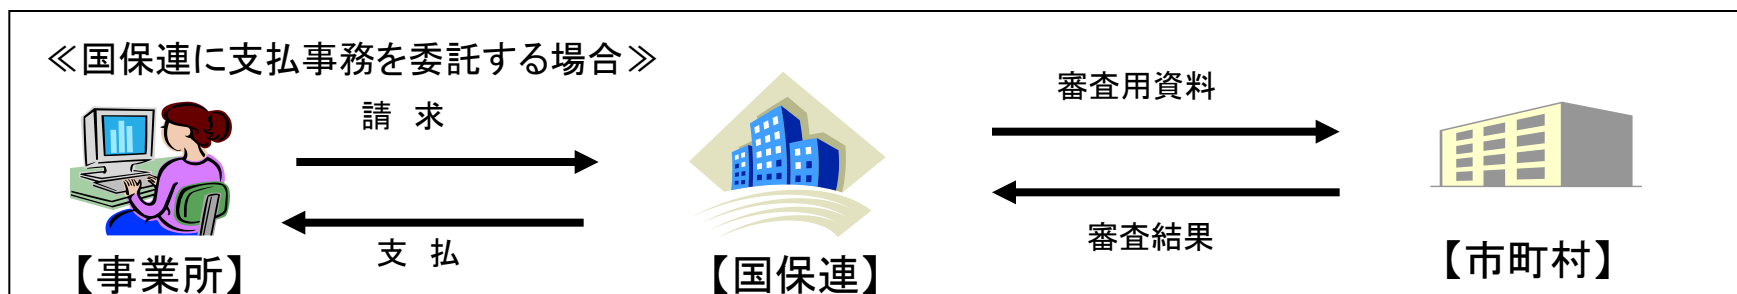 ≪国保連に支払事務を委託する場合≫
請 求
審査用資料
支 払
審査結果
【事業所】
【国保連】
【市町村】